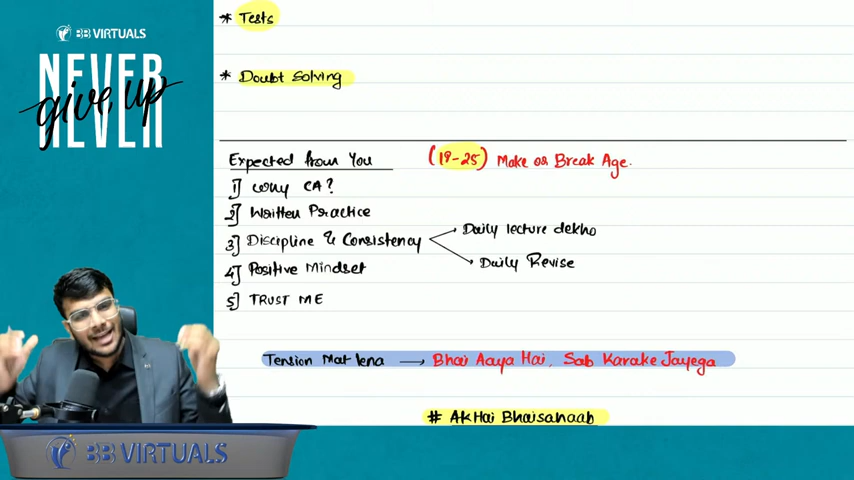 * Tests
BB VIRTUALS
NEVER
give up
NEVER
* Doubt Solving
Expected from You (19-25) Make or Break Age.
1] Why CA?
2] Written Practice
3] Discipline & Consistency
Daily lecture dekho
Daily Revise
4] Positive Mindset
5] TRUST ME
Tension Mat lena → Bhai Aaya Hai, Sab Karake Jayega
# AKHai Bhaisahaab
BB VIRTUALS